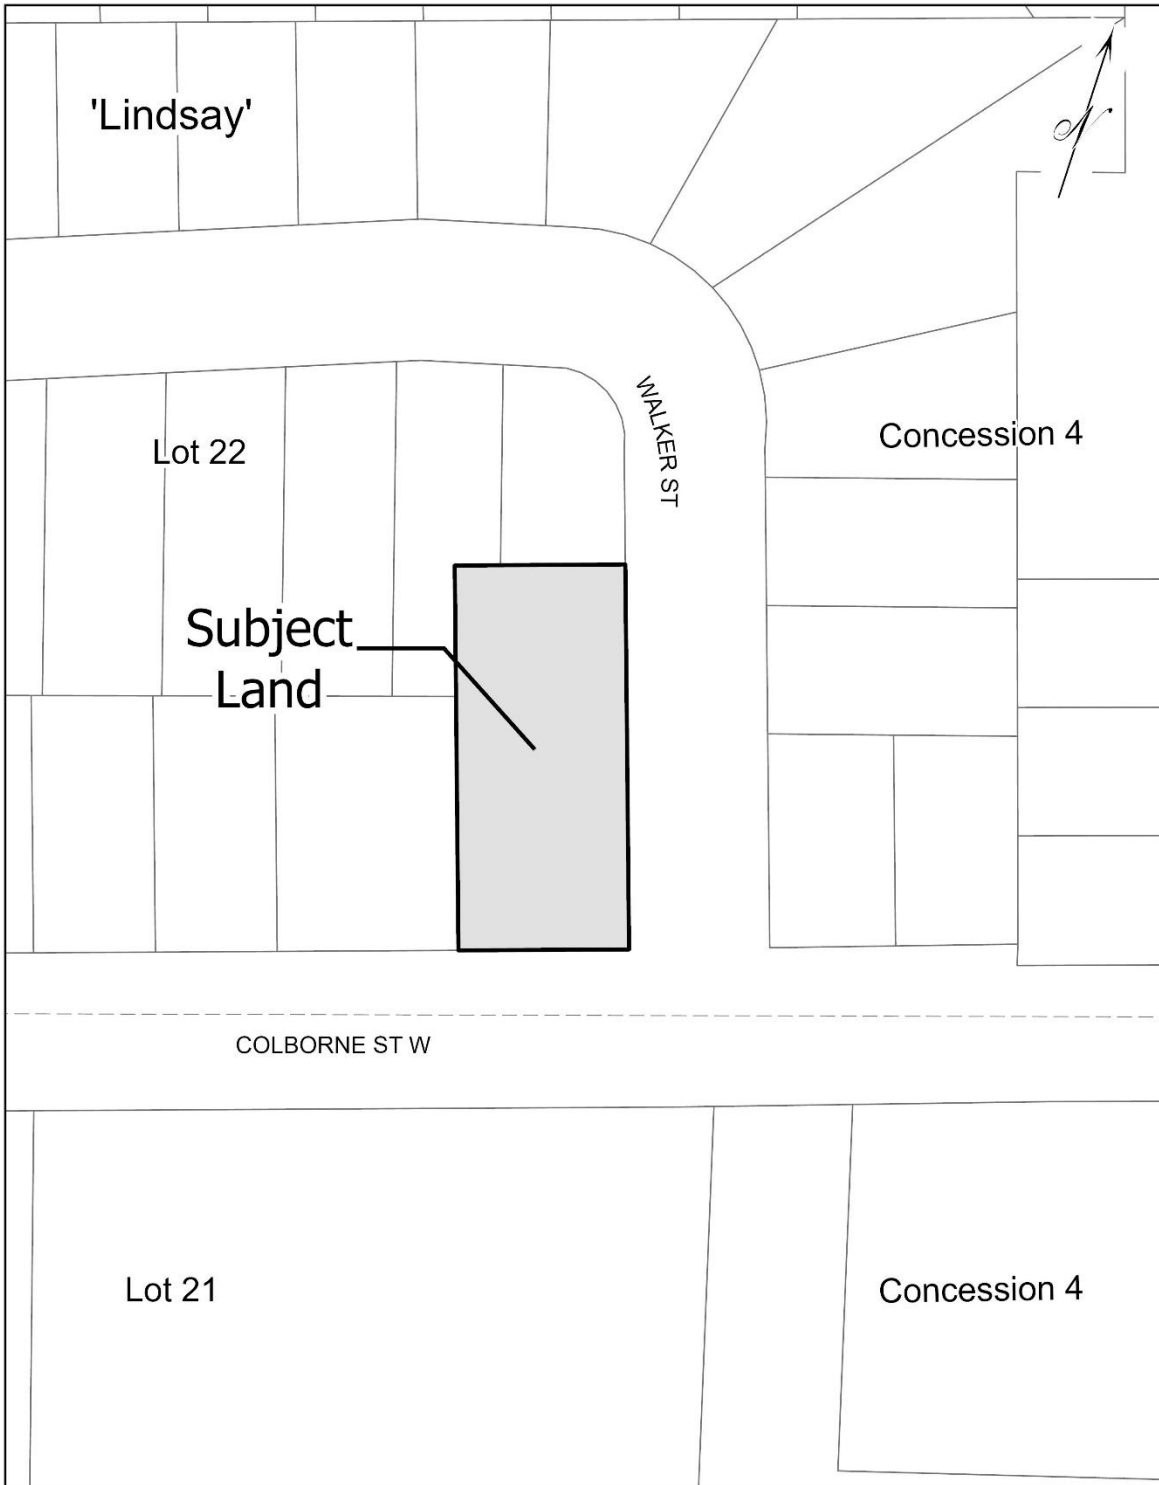 'Lindsay'
N
WALKER ST
Lot 22
Concession 4
Subject
Land
COLBORNE ST W
Lot 21
Concession 4